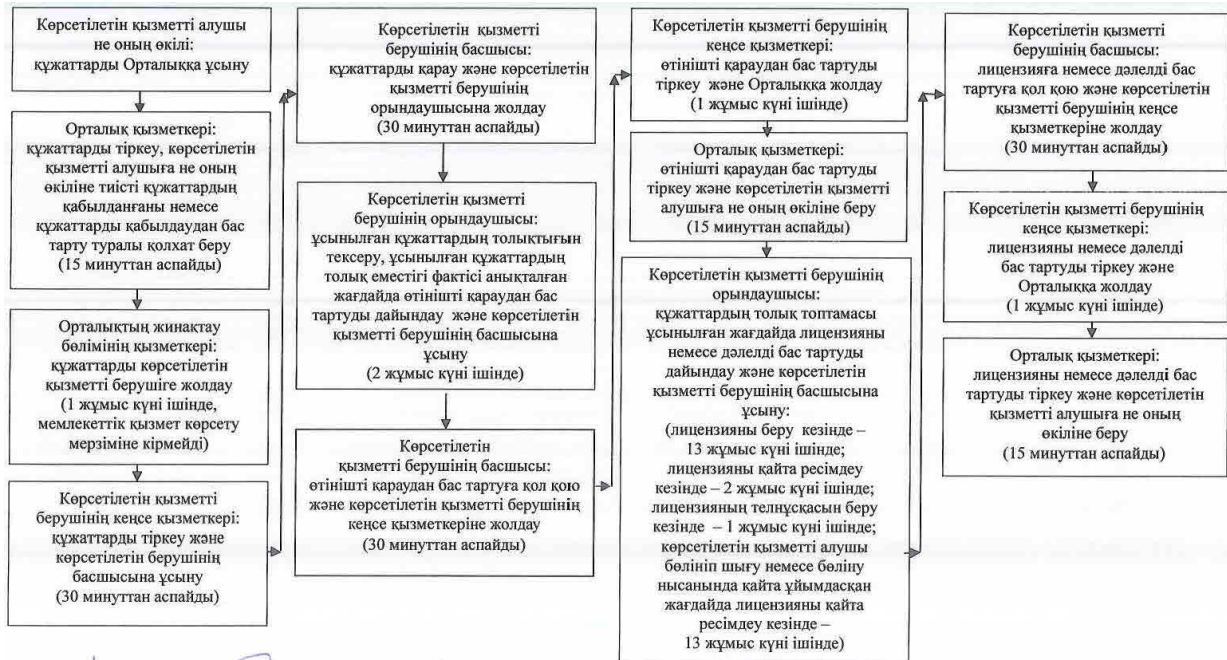 Көрсетілетін қызметті алушы
не оның өкілі:
құжаттарды Орталыққа ұсыну
Орталық қызметкері:
құжаттарды тіркеу, көрсетілетін
қызметті алушыға не оның
өкіліне тиісті құжаттардың
қабылданғаны немесе
құжаттарды қабылдаудан бас
тарту туралы қолхат беру
(15 минуттан аспайды)
Орталықтың жинақтау
бөлімінің қызметкері:
құжаттарды көрсетілетін
қызметті берушіге жолдау
(1 жұмыс күні ішінде,
мемлекеттік қызмет көрсету
мерзіміне кірмейді)
Көрсетілетін қызметті
берушінің кеңсе қызметкері:
құжаттарды тіркеу және
көрсетілетін берушінің
басшысына ұсыну
(30 минуттан аспайды)
Көрсетілетін қызметті
берушінің басшысы:
құжаттарды қарау және көрсетілетін
қызметті берушінің
орындаушысына жолдау
(30 минуттан аспайды)
Көрсетілетін қызметті
берушінің орындаушысы:
ұсынылған құжаттардың толықтығын
тексеру, ұсынылған құжаттардың
толық еместігі фактісі анықталған
жағдайда өтінішті қараудан бас
тартуды дайындау және көрсетілетін
қызметті берушінің басшысына
ұсыну
(2 жұмыс күні ішінде)
Көрсетілетін
қызметті берушінің басшысы:
өтінішті қараудан бас тартуға қол қою
және көрсетілетін қызметті берушінің
кеңсе қызметкеріне жолдау
(30 минуттан аспайды)
Көрсетілетін қызметті берушінің
кеңсе қызметкері:
өтінішті қараудан бас тартуды
тіркеу және Орталыққа жолдау
(1 жұмыс күні ішінде)
Орталық қызметкері:
өтінішті қараудан бас тартуды
тіркеу және көрсетілетін қызметті
алушыға не оның өкіліне беру
(15 минуттан аспайды)
Көрсетілетін қызметті берушінің
орындаушысы:
құжаттардың толық топтамасы
ұсынылған жағдайда лицензияны
немесе дәлелді бас тартуды
дайындау және көрсетілетін
қызметті берушінің басшысына
ұсыну:
(лицензияны беру кезінде –
13 жұмыс күні ішінде;
лицензияны қайта ресімдеу
кезінде – 2 жұмыс күні ішінде;
лицензияның телнұсқасын беру
кезінде – 1 жұмыс күні ішінде;
көрсетілетін қызметті алушы
бөлініп шығу немесе бөліну
нысанында қайта ұйымдасқан
жағдайда лицензияны қайта
ресімдеу кезінде –
13 жұмыс күні ішінде)
Көрсетілетін қызметті
берушінің басшысы:
лицензияға немесе дәлелді бас
тартуға қол қою және көрсетілетін
қызметті берушінің кеңсе
қызметкеріне жолдау
(30 минуттан аспайды)
Көрсетілетін қызметті берушінің
кеңсе қызметкері:
лицензияны немесе дәлелді
бас тартуды тіркеу және
Орталыққа жолдау
(1 жұмыс күні ішінде)
Орталық қызметкері:
лицензияны немесе дәлелді бас
тартуды тіркеу және көрсетілетін
қызметті алушыға не оның
өкіліне беру
(15 минуттан аспайды)